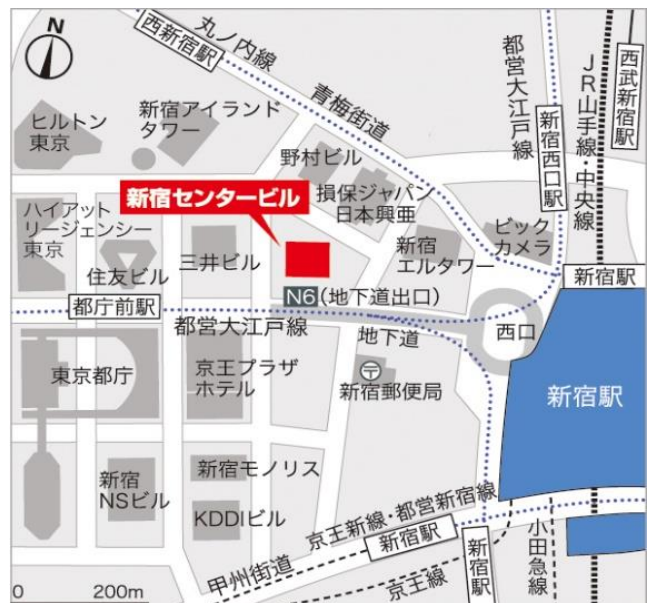 N
丸ノ内線
西新宿駅
青梅街道
都営大江戸線
新宿西口駅
JR山手線・中央線
西武新宿駅
ヒルトン
東京
新宿アイランド
タワー
野村ビル
新宿センタービル
損保ジャパン
日本興亜
ハイアット
リージェンシー
東京
住友ビル
三井ビル
新宿
エルタワー
ビック
カメラ
新宿駅
N6(地下道出口)
都庁前駅
都営大江戸線
地下道
西口
東京都庁
京王プラザ
ホテル
〒
新宿郵便局
新宿駅
新宿
NSビル
新宿モノリス
KDDIビル
京王新線・都営新宿線
新宿駅
甲州街道
京王線
新宿駅
小田急線
0 200m